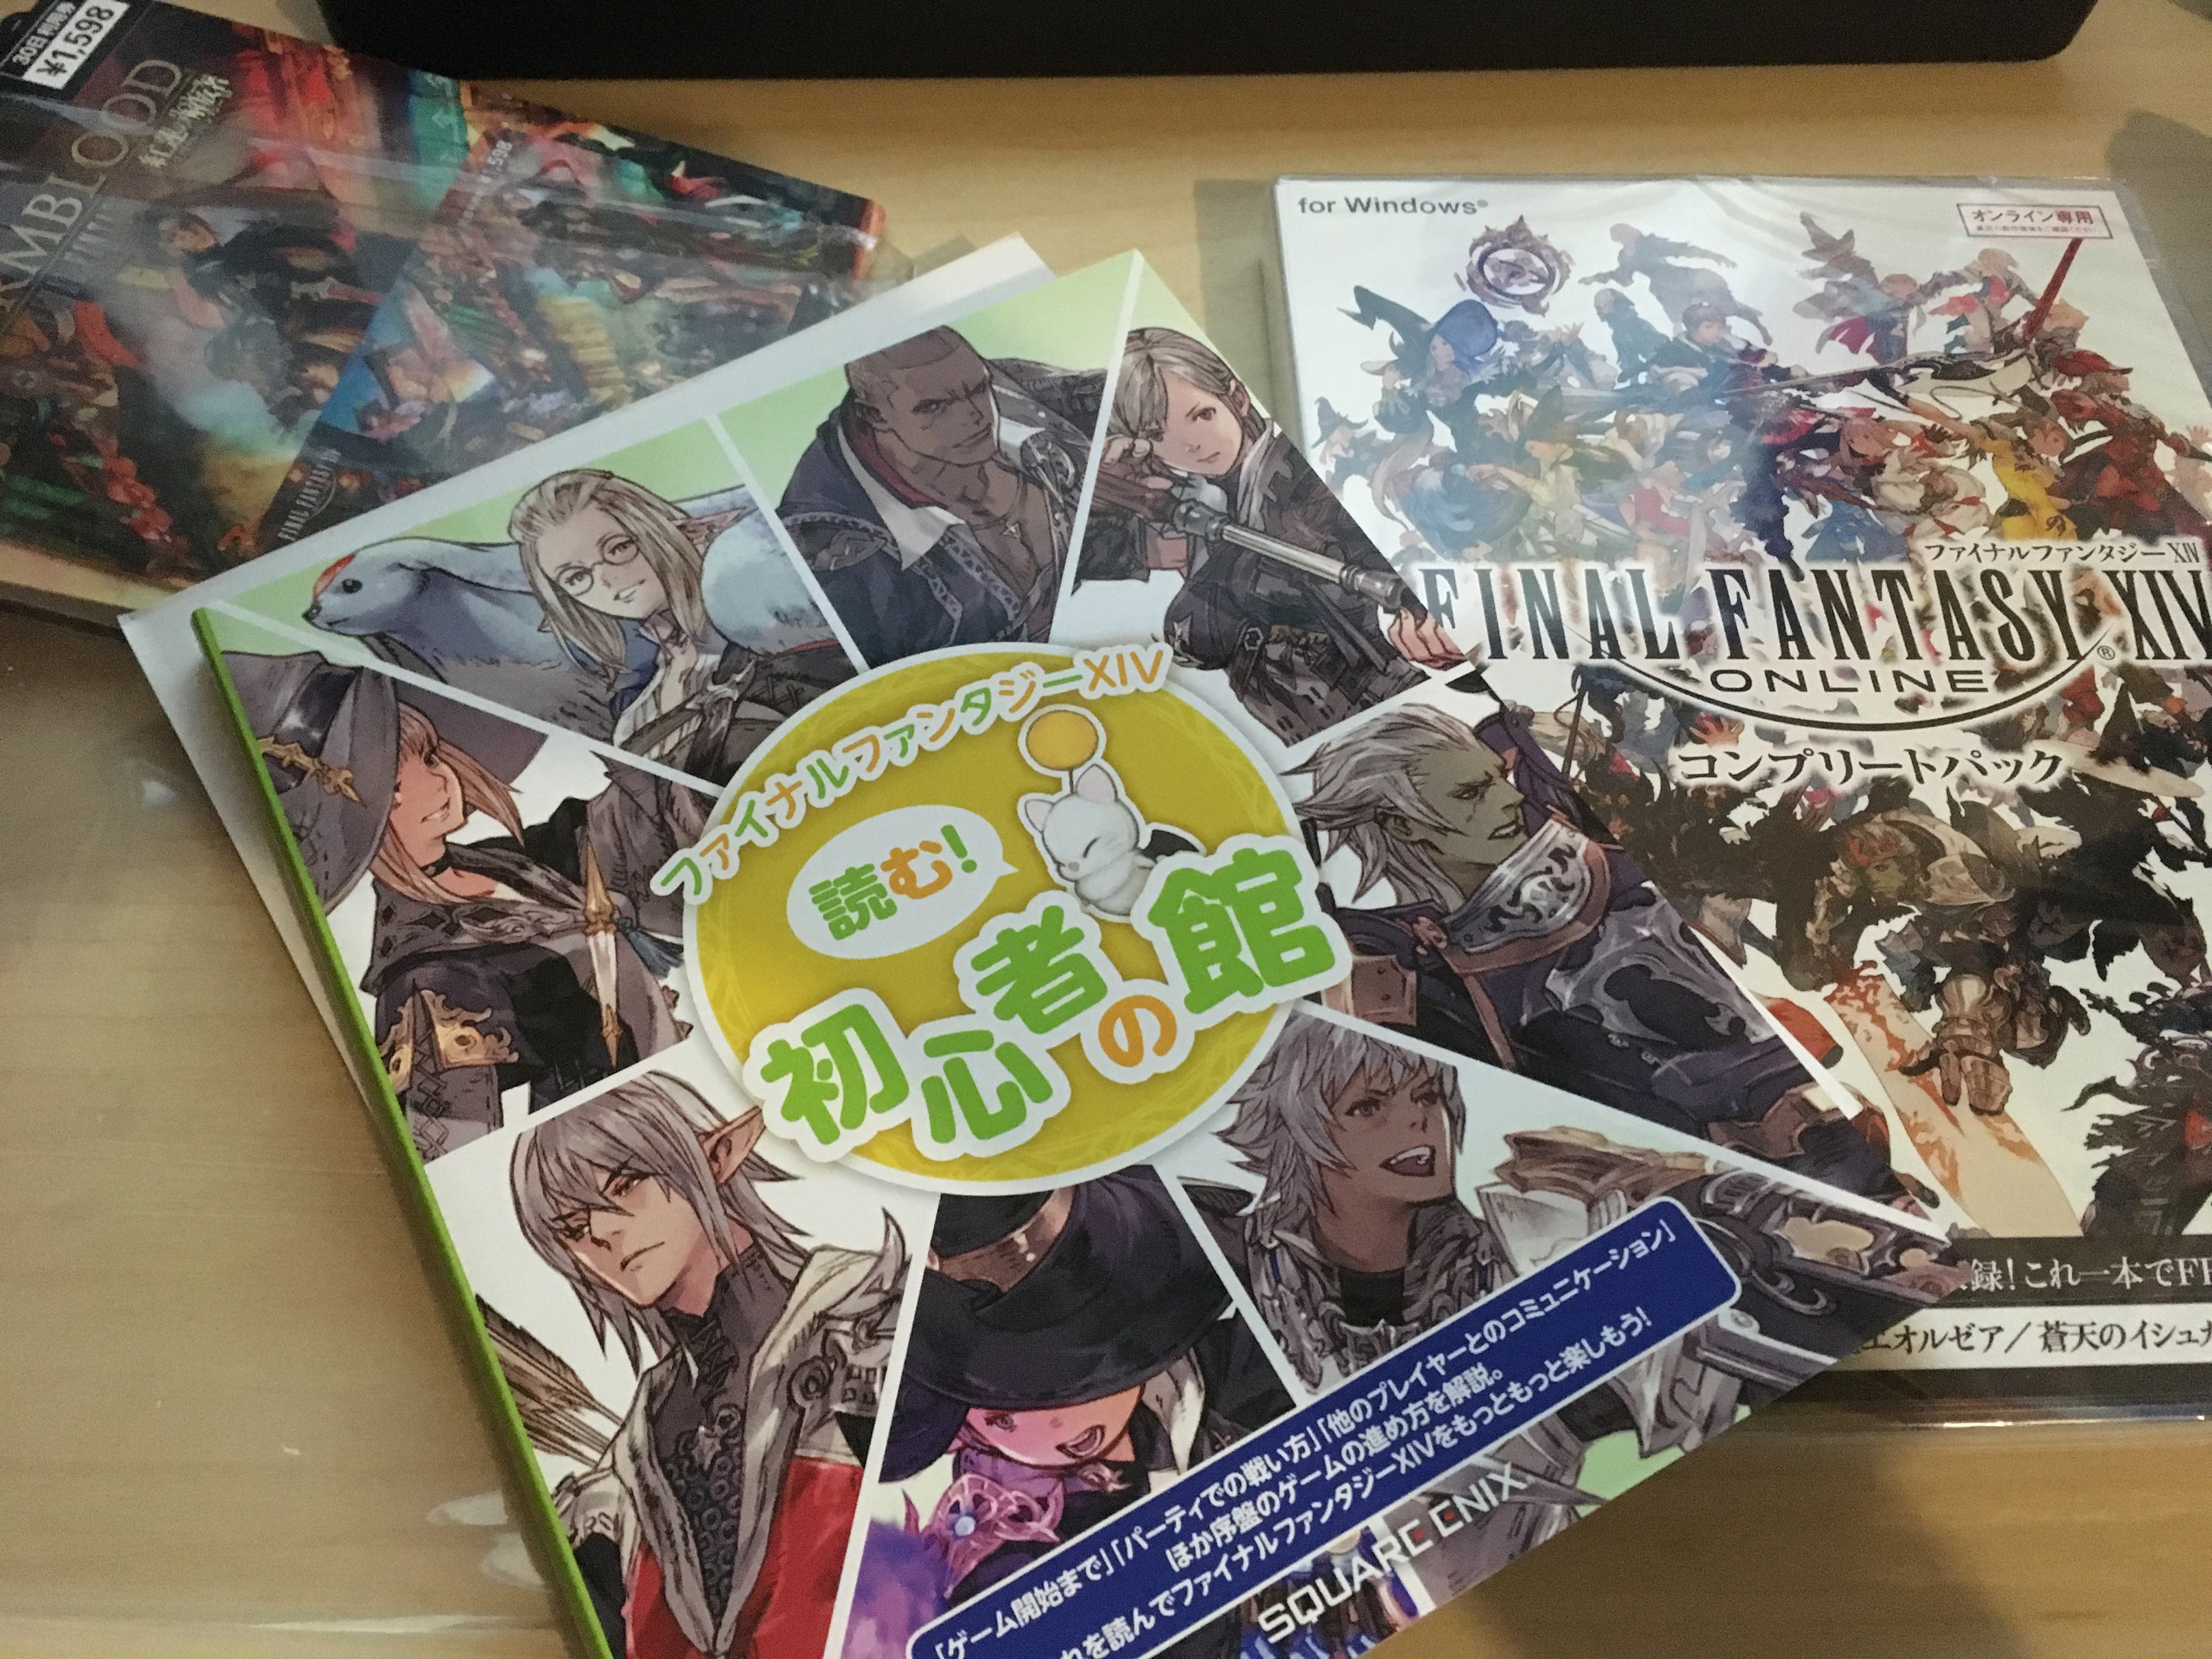 30日利用券
¥1,598
MBLOOD
紅蓮の解放者
598
FINAL FANTASY XIV
for Windows®
オンライン専用
ファイナルファンタジーXIV
FINAL FANTASY XIV
®
ONLINE
コンプリートパック
録!これ一本でFF
エオルゼア/蒼天のイシュガ
ファイナルファンタジーXIV
読む!
初心者の館
「ゲーム開始まで」「パーティでの戦い方」「他のプレイヤーとのコミュニケーション」
ほか序盤のゲームの進め方を解説。
れを読んでファイナルファンタジーXIVをもっともっと楽しもう!
SQUARE ENIX